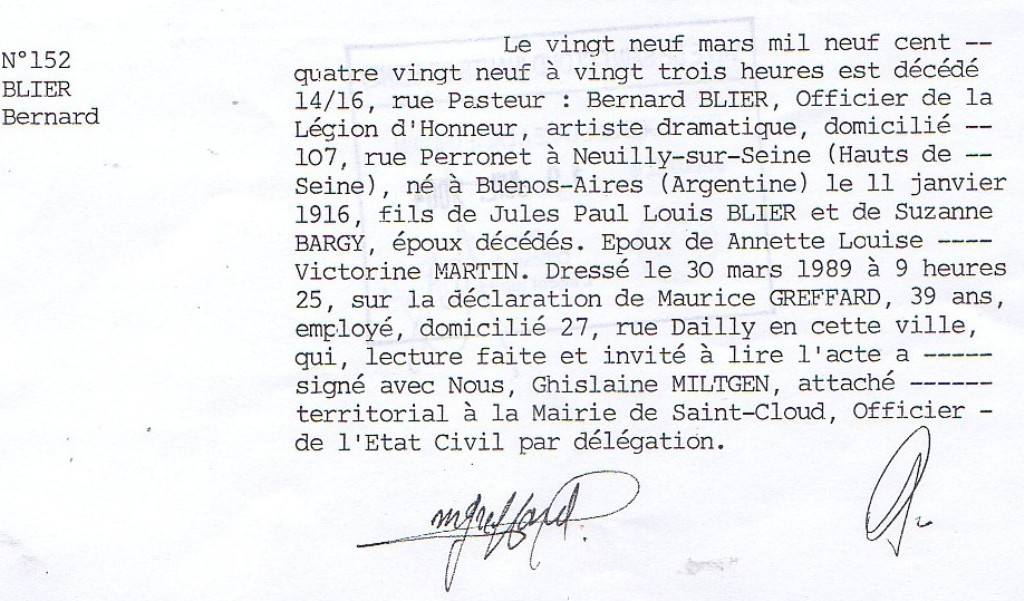 N°152
BLIER
Bernard
Le vingt neuf mars mil neuf cent --
quatre vingt neuf à vingt trois heures est décédé
14/16, rue Pasteur : Bernard BLIER, Officier de la
Légion d'Honneur, artiste dramatique, domicilié --
107, rue Perronet à Neuilly-sur-Seine (Hauts de --
Seine), né à Buenos-Aires (Argentine) le 11 janvier
1916, fils de Jules Paul Louis BLIER et de Suzanne
BARGY, époux décédés. Epoux de Annette Louise ----
Victorine MARTIN. Dressé le 30 mars 1989 à 9 heures
25, sur la déclaration de Maurice GREFFARD, 39 ans,
employé, domicilié 27, rue Dailly en cette ville,
qui, lecture faite et invité à lire l'acte a -----
signé avec Nous, Ghislaine MILTGEN, attaché ------
territorial à la Mairie de Saint-Cloud, Officier -
de l'Etat Civil par délégation.
mgreffard.